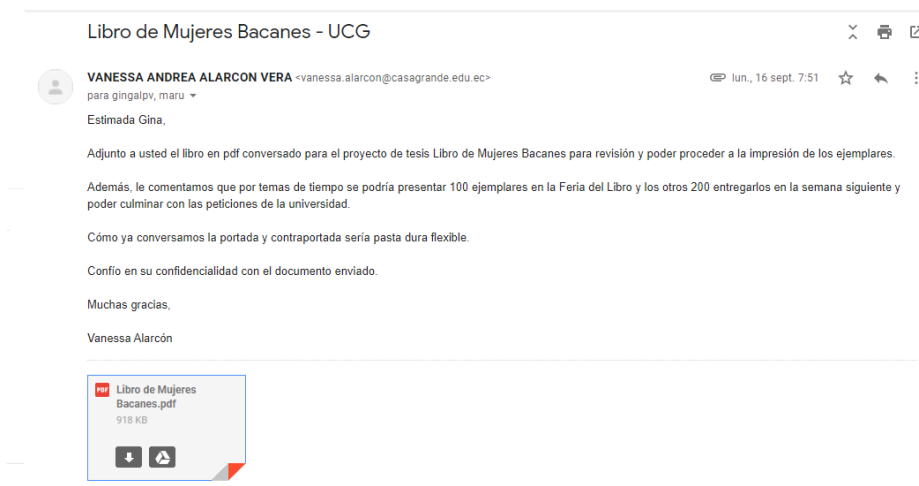 Libro de Mujeres Bacanes - UCG
VANESSA ANDREA ALARCON VERA <vanessa.alarcon@casagrande.edu.ec>
lun., 16 sept. 7:51
para gingalpv, maru
Estimada Gina,
Adjunto a usted el libro en pdf conversado para el proyecto de tesis Libro de Mujeres Bacanes para revisión y poder proceder a la impresión de los ejemplares.
Además, le comentamos que por temas de tiempo se podría presentar 100 ejemplares en la Feria del Libro y los otros 200 entregarlos en la semana siguiente y
poder culminar con las peticiones de la universidad.
Cómo ya conversamos la portada y contraportada sería pasta dura flexible.
Confío en su confidencialidad con el documento enviado.
Muchas gracias,
Vanessa Alarcón
PDF Libro de Mujeres
Bacanes.pdf
918 KB